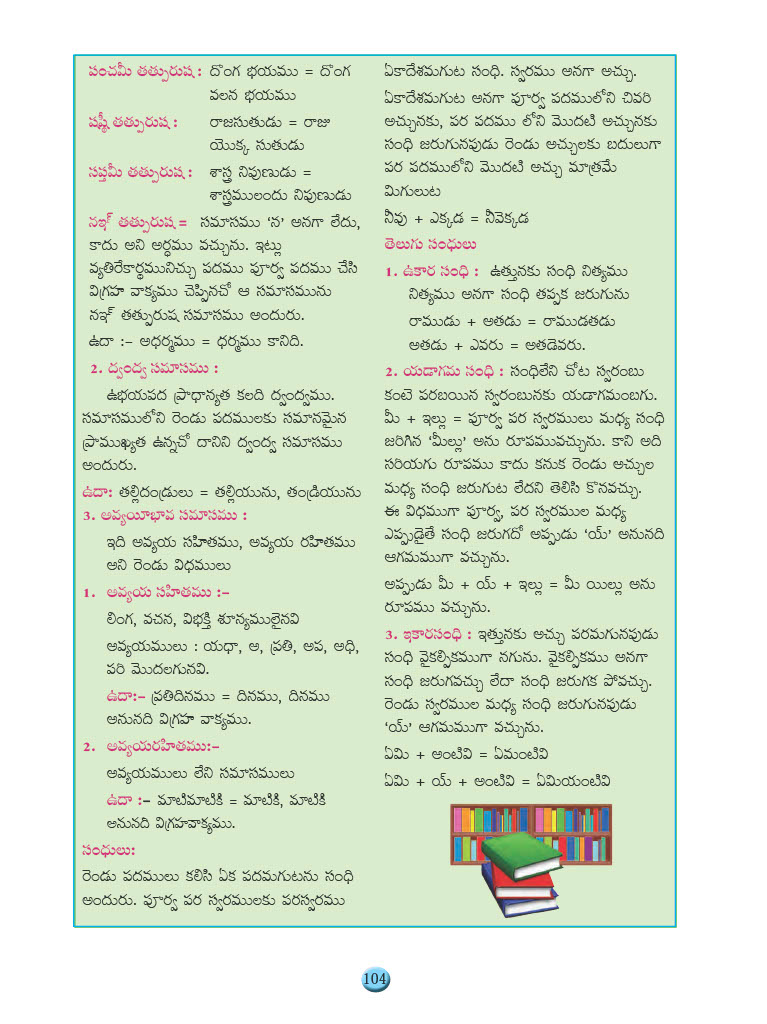 పంచమీ తత్పురుష : దొంగ భయము = దొంగ
వలన భయము
షష్ఠీ తత్పురుష : రాజసుతుడు = రాజు
యొక్క సుతుడు
సప్తమీ తత్పురుష : శాస్త్ర నిపుణుడు =
శాస్త్రములందు నిపుణుడు
నఞ్ తత్పురుష = సమాసము ‘న’ అనగా లేదు,
కాదు అని అర్థము వచ్చును. ఇట్లు
వ్యతిరేకార్థమునిచ్చు పదము పూర్వ పదము చేసి
విగ్రహ వాక్యము చెప్పినచో ఆ సమాసమును
నఞ్ తత్పురుష సమాసము అందురు.
ఉదా :– అధర్మము = ధర్మము కానిది.
2. ద్వంద్వ సమాసము :
ఉభయపద ప్రాధాన్యత కలది ద్వంద్వము.
సమాసములోని రెండు పదములకు సమానమైన
ప్రాముఖ్యత ఉన్నచో దానిని ద్వంద్వ సమాసము
అందురు.
ఉదా: తల్లిదండ్రులు = తల్లియును, తండ్రియును
3. అవ్యయీభావ సమాసము :
ఇది అవ్యయ సహితము, అవ్యయ రహితము
అని రెండు విధములు
1. అవ్యయ సహితము :–
లింగ, వచన, విభక్తి శూన్యములైనవి
అవ్యయములు : యధా, అ, ప్రతి, అప, అధి,
పరి మొదలగునవి.
ఉదా:– ప్రతిదినము = దినము, దినము
అనునది విగ్రహ వాక్యము.
2. అవ్యయరహితము:–
అవ్యయములు లేని సమాసములు
ఉదా :– మాటిమాటికి = మాటికి, మాటికి
అనునది విగ్రహవాక్యము.
సంధులు:
రెండు పదములు కలిసి ఏక పదమగుటను సంధి
అందురు. పూర్వ పర స్వరములకు పరస్వరము
ఏకాదేశమగుట సంధి. స్వరము అనగా అచ్చు.
ఏకాదేశమగుట అనగా పూర్వ పదములోని చివరి
అచ్చునకు, పర పదము లోని మొదటి అచ్చునకు
సంధి జరుగునపుడు రెండు అచ్చులకు బదులుగా
పర పదములోని మొదటి అచ్చు మాత్రమే
మిగులుట
నీవు + ఎక్కడ = నీవెక్కడ
తెలుగు సంధులు
1. ఉకార సంధి : ఉత్తునకు సంధి నిత్యము
నిత్యము అనగా సంధి తప్పక జరుగును
రాముడు + అతడు = రాముడతడు
అతడు + ఎవరు = అతడెవరు.
2. యడాగమ సంధి : సంధిలేని చోట స్వరంబు
కంటె పరబయిన స్వరంబునకు యడాగమంబగు.
మీ + ఇల్లు = పూర్వ పర స్వరములు మధ్య సంధి
జరిగిన ‘మీల్లు’ అను రూపమువచ్చును. కాని అది
సరియగు రూపము కాదు కనుక రెండు అచ్చుల
మధ్య సంధి జరుగుట లేదని తెలిసి కొనవచ్చు.
ఈ విధముగా పూర్వ, పర స్వరముల మధ్య
ఎప్పుడైతే సంధి జరుగదో అప్పుడు ‘య్’ అనునది
ఆగమముగా వచ్చును.
అప్పుడు మీ + య్ + ఇల్లు = మీ యిల్లు అను
రూపము వచ్చును.
3. ఇకారసంధి : ఇత్తునకు అచ్చు పరమగునపుడు
సంధి వైకల్పికముగా నగును. వైకల్పికము అనగా
సంధి జరుగవచ్చు లేదా సంధి జరుగక పోవచ్చు.
రెండు స్వరముల మధ్య సంధి జరుగునపుడు
‘య్’ ఆగమముగా వచ్చును.
ఏమి + అంటివి = ఏమంటివి
ఏమి + య్ + అంటివి = ఏమియంటివి
104